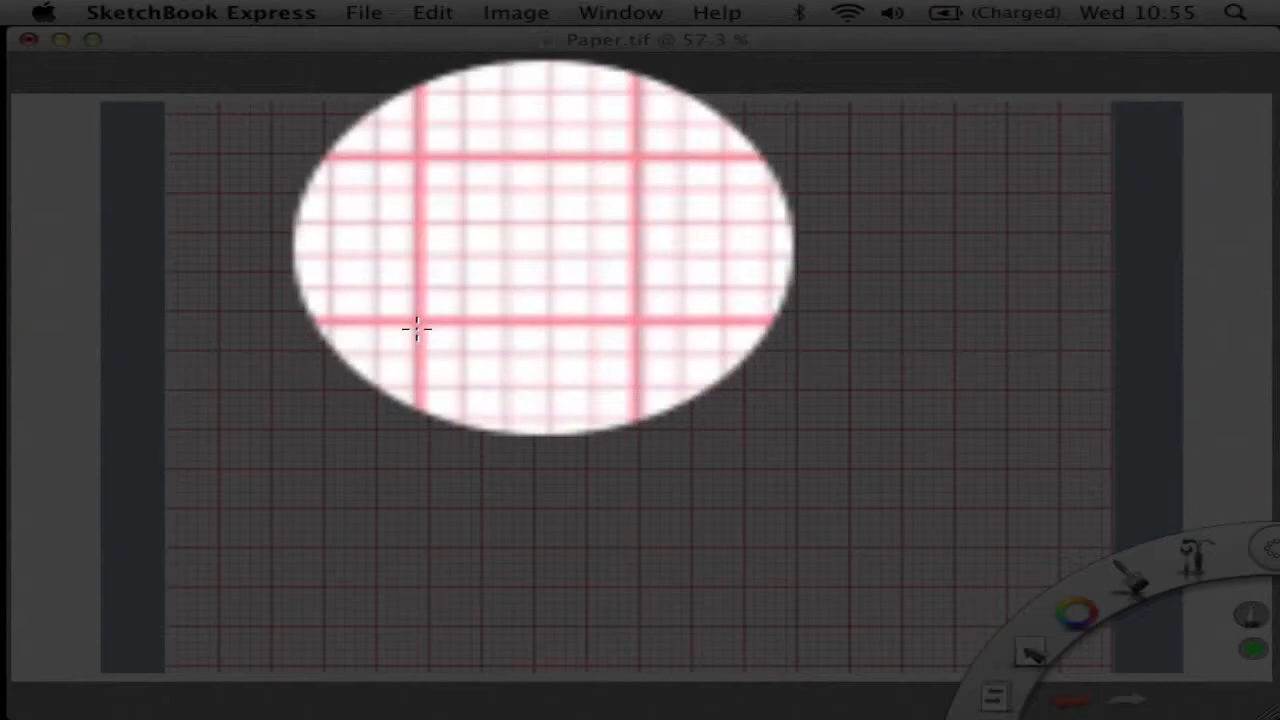 SketchBook Express File Edit Image Window Help (Charged) Wed 10:55
Paper.tif @ 57-3 %